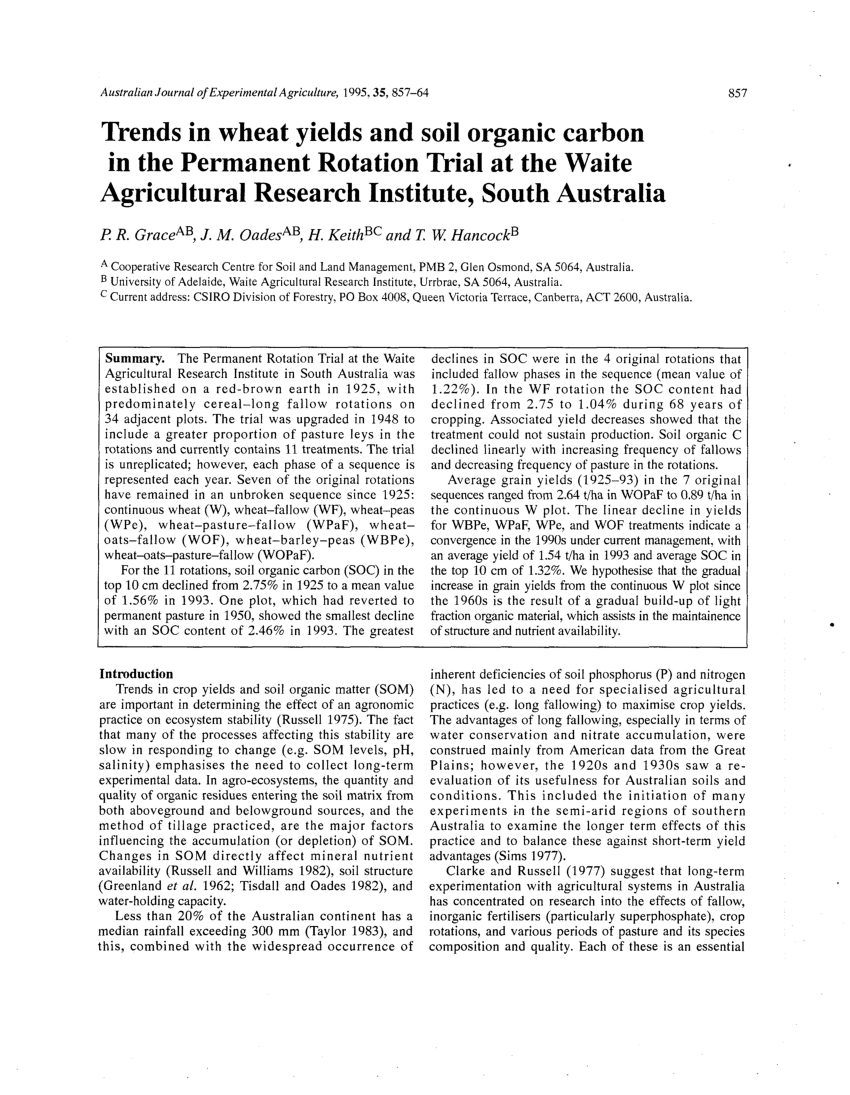 Australian Journal of Experimental Agriculture, 1995, 35, 857–64 857
Trends in wheat yields and soil organic carbon
in the Permanent Rotation Trial at the Waite
Agricultural Research Institute, South Australia
P. R. GraceAB, J. M. OadesAB, H. KeithBC and T. W. HancockB
A Cooperative Research Centre for Soil and Land Management, PMB 2, Glen Osmond, SA 5064, Australia.
B University of Adelaide, Waite Agricultural Research Institute, Urrbrae, SA 5064, Australia.
C Current address: CSIRO Division of Forestry, PO Box 4008, Queen Victoria Terrace, Canberra, ACT 2600, Australia.
Summary. The Permanent Rotation Trial at the Waite
Agricultural Research Institute in South Australia was
established on a red-brown earth in 1925, with
predominately cereal–long fallow rotations on
34 adjacent plots. The trial was upgraded in 1948 to
include a greater proportion of pasture leys in the
rotations and currently contains 11 treatments. The trial
is unreplicated; however, each phase of a sequence is
represented each year. Seven of the original rotations
have remained in an unbroken sequence since 1925:
continuous wheat (W), wheat–fallow (WF), wheat–peas
(WPe), wheat–pasture–fallow (WPaF), wheat–
oats–fallow (WOF), wheat–barley–peas (WBPe),
wheat–oats–pasture–fallow (WOPaF).
For the 11 rotations, soil organic carbon (SOC) in the
top 10 cm declined from 2.75% in 1925 to a mean value
of 1.56% in 1993. One plot, which had reverted to
permanent pasture in 1950, showed the smallest decline
with an SOC content of 2.46% in 1993. The greatest
declines in SOC were in the 4 original rotations that
included fallow phases in the sequence (mean value of
1.22%). In the WF rotation the SOC content had
declined from 2.75 to 1.04% during 68 years of
cropping. Associated yield decreases showed that the
treatment could not sustain production. Soil organic C
declined linearly with increasing frequency of fallows
and decreasing frequency of pasture in the rotations.
Average grain yields (1925–93) in the 7 original
sequences ranged from 2.64 t/ha in WOPaF to 0.89 t/ha in
the continuous W plot. The linear decline in yields
for WBPe, WPaF, WPe, and WOF treatments indicate a
convergence in the 1990s under current management, with
an average yield of 1.54 t/ha in 1993 and average SOC in
the top 10 cm of 1.32%. We hypothesise that the gradual
increase in grain yields from the continuous W plot since
the 1960s is the result of a gradual build-up of light
fraction organic material, which assists in the maintainence
of structure and nutrient availability.
Introduction
Trends in crop yields and soil organic matter (SOM)
are important in determining the effect of an agronomic
practice on ecosystem stability (Russell 1975). The fact
that many of the processes affecting this stability are
slow in responding to change (e.g. SOM levels, pH,
salinity) emphasises the need to collect long-term
experimental data. In agro-ecosystems, the quantity and
quality of organic residues entering the soil matrix from
both aboveground and belowground sources, and the
method of tillage practiced, are the major factors
influencing the accumulation (or depletion) of SOM.
Changes in SOM directly affect mineral nutrient
availability (Russell and Williams 1982), soil structure
(Greenland et al. 1962; Tisdall and Oades 1982), and
water-holding capacity.
Less than 20% of the Australian continent has a
median rainfall exceeding 300 mm (Taylor 1983), and
this, combined with the widespread occurrence of
inherent deficiencies of soil phosphorus (P) and nitrogen
(N), has led to a need for specialised agricultural
practices (e.g. long fallowing) to maximise crop yields.
The advantages of long fallowing, especially in terms of
water conservation and nitrate accumulation, were
construed mainly from American data from the Great
Plains; however, the 1920s and 1930s saw a re-
evaluation of its usefulness for Australian soils and
conditions. This included the initiation of many
experiments in the semi-arid regions of southern
Australia to examine the longer term effects of this
practice and to balance these against short-term yield
advantages (Sims 1977).
Clarke and Russell (1977) suggest that long-term
experimentation with agricultural systems in Australia
has concentrated on research into the effects of fallow,
inorganic fertilisers (particularly superphosphate), crop
rotations, and various periods of pasture and its species
composition and quality. Each of these is an essential